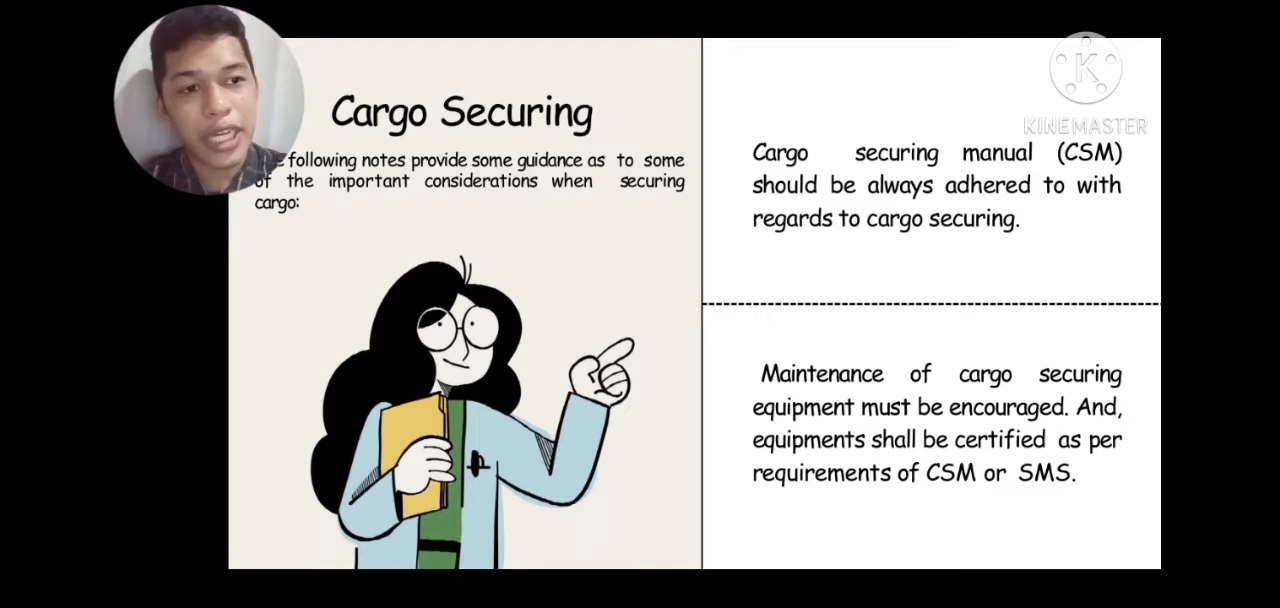 Cargo Securing
following notes provide some guidance as to some
of the important considerations when securing
cargo:
Cargo securing manual (CSM)
should be always adhered to with
regards to cargo securing.
Maintenance of cargo securing
equipment must be encouraged. And,
equipments shall be certified as per
requirements of CSM or SMS.
K
KINEMASTER